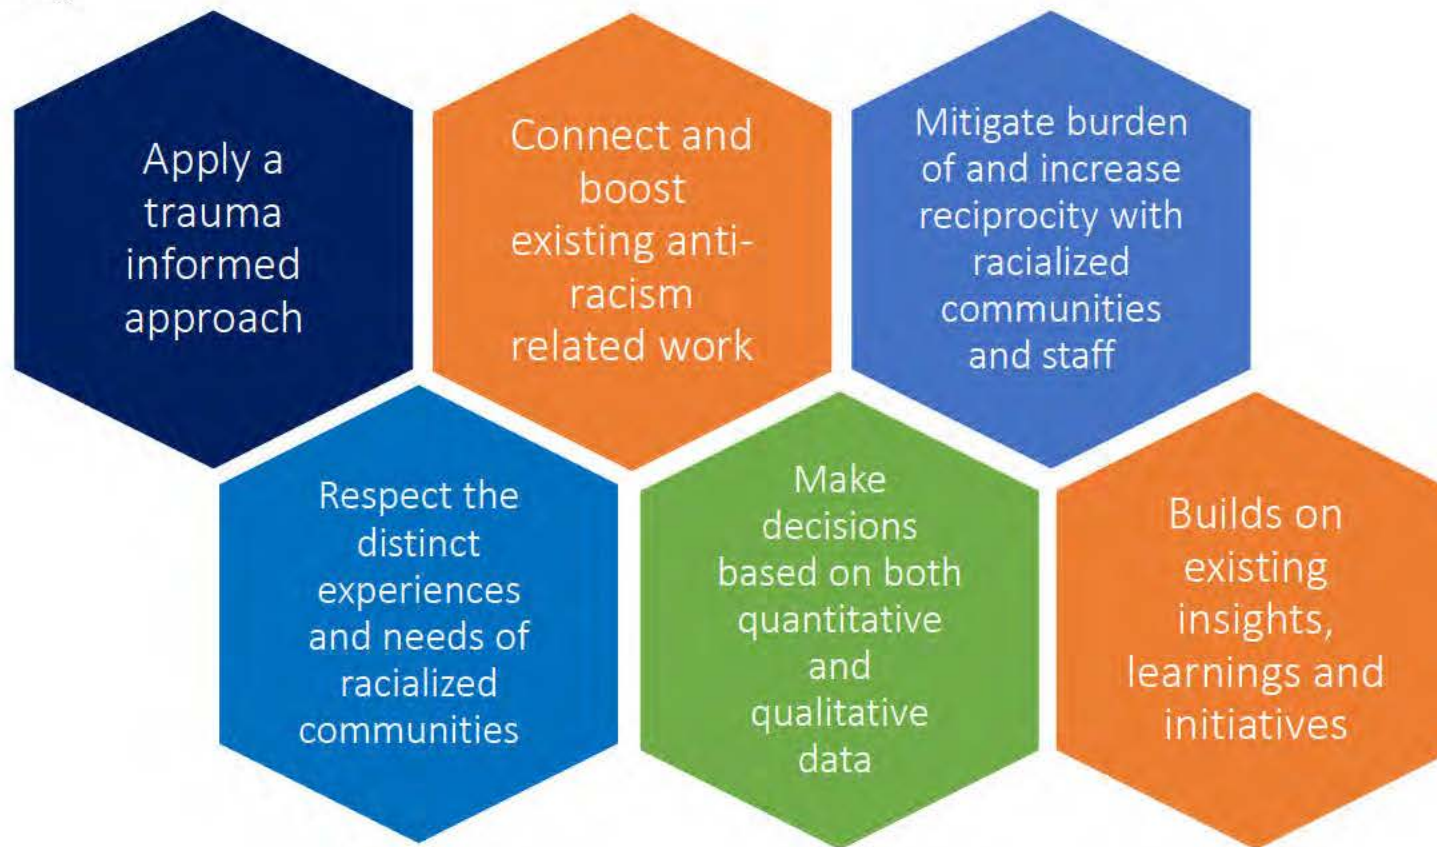 Apply a
trauma
informed
approach
Connect and
boost
existing anti-
racism
related work
Mitigate burden
of and increase
reciprocity with
racialized
communities
and staff
Respect the
distinct
experiences
and needs of
racialized
communities
Make
decisions
based on both
quantitative
and
qualitative
data
Builds on
existing
insights,
learnings and
initiatives